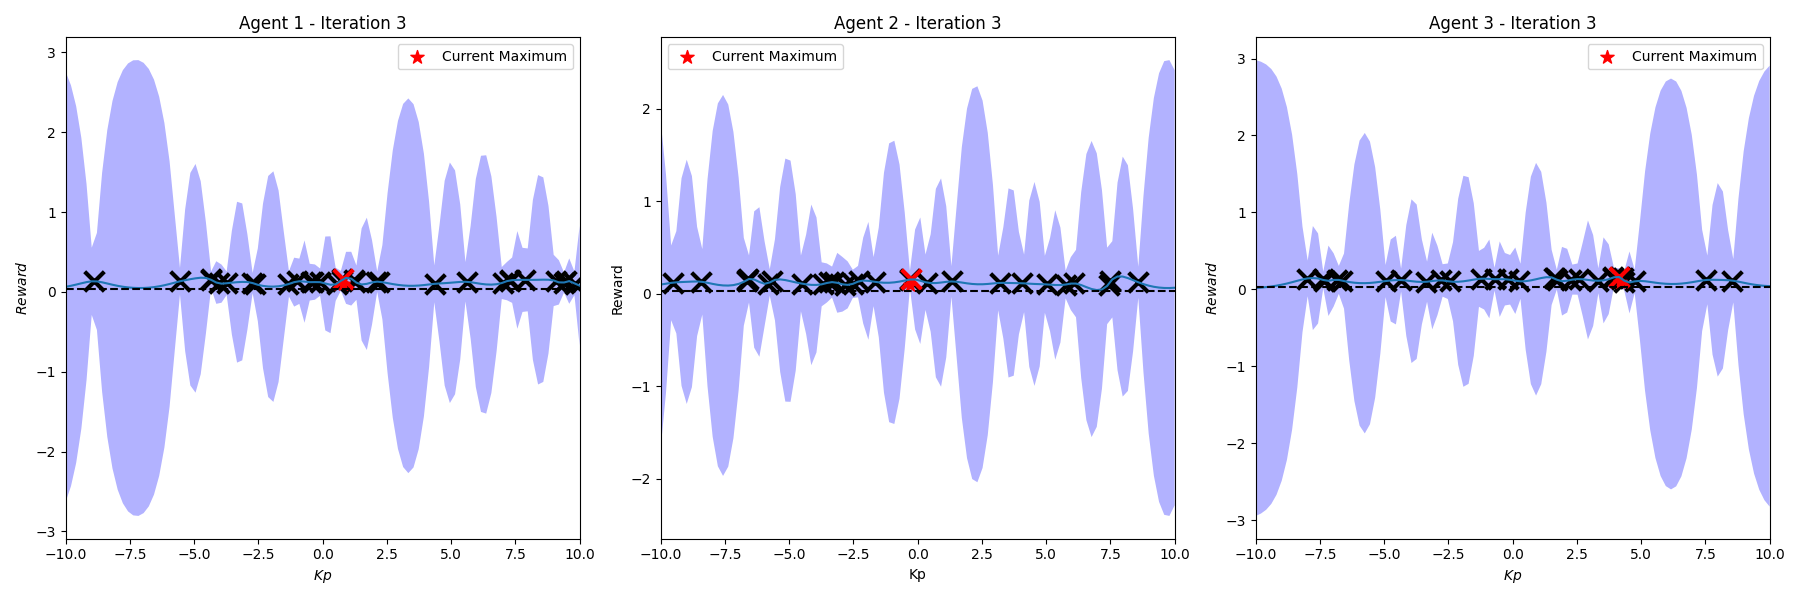 Agent 1 - Iteration 3
Current Maximum
3
2
1
0
−1
−2
−3
Reward
−10.0 −7.5 −5.0 −2.5 0.0 2.5 5.0 7.5 10.0
Kp
Agent 2 - Iteration 3
Current Maximum
2
1
0
−1
−2
Reward
−10.0 −7.5 −5.0 −2.5 0.0 2.5 5.0 7.5 10.0
Kp
Agent 3 - Iteration 3
Current Maximum
3
2
1
0
−1
−2
−3
Reward
−10.0 −7.5 −5.0 −2.5 0.0 2.5 5.0 7.5 10.0
Kp